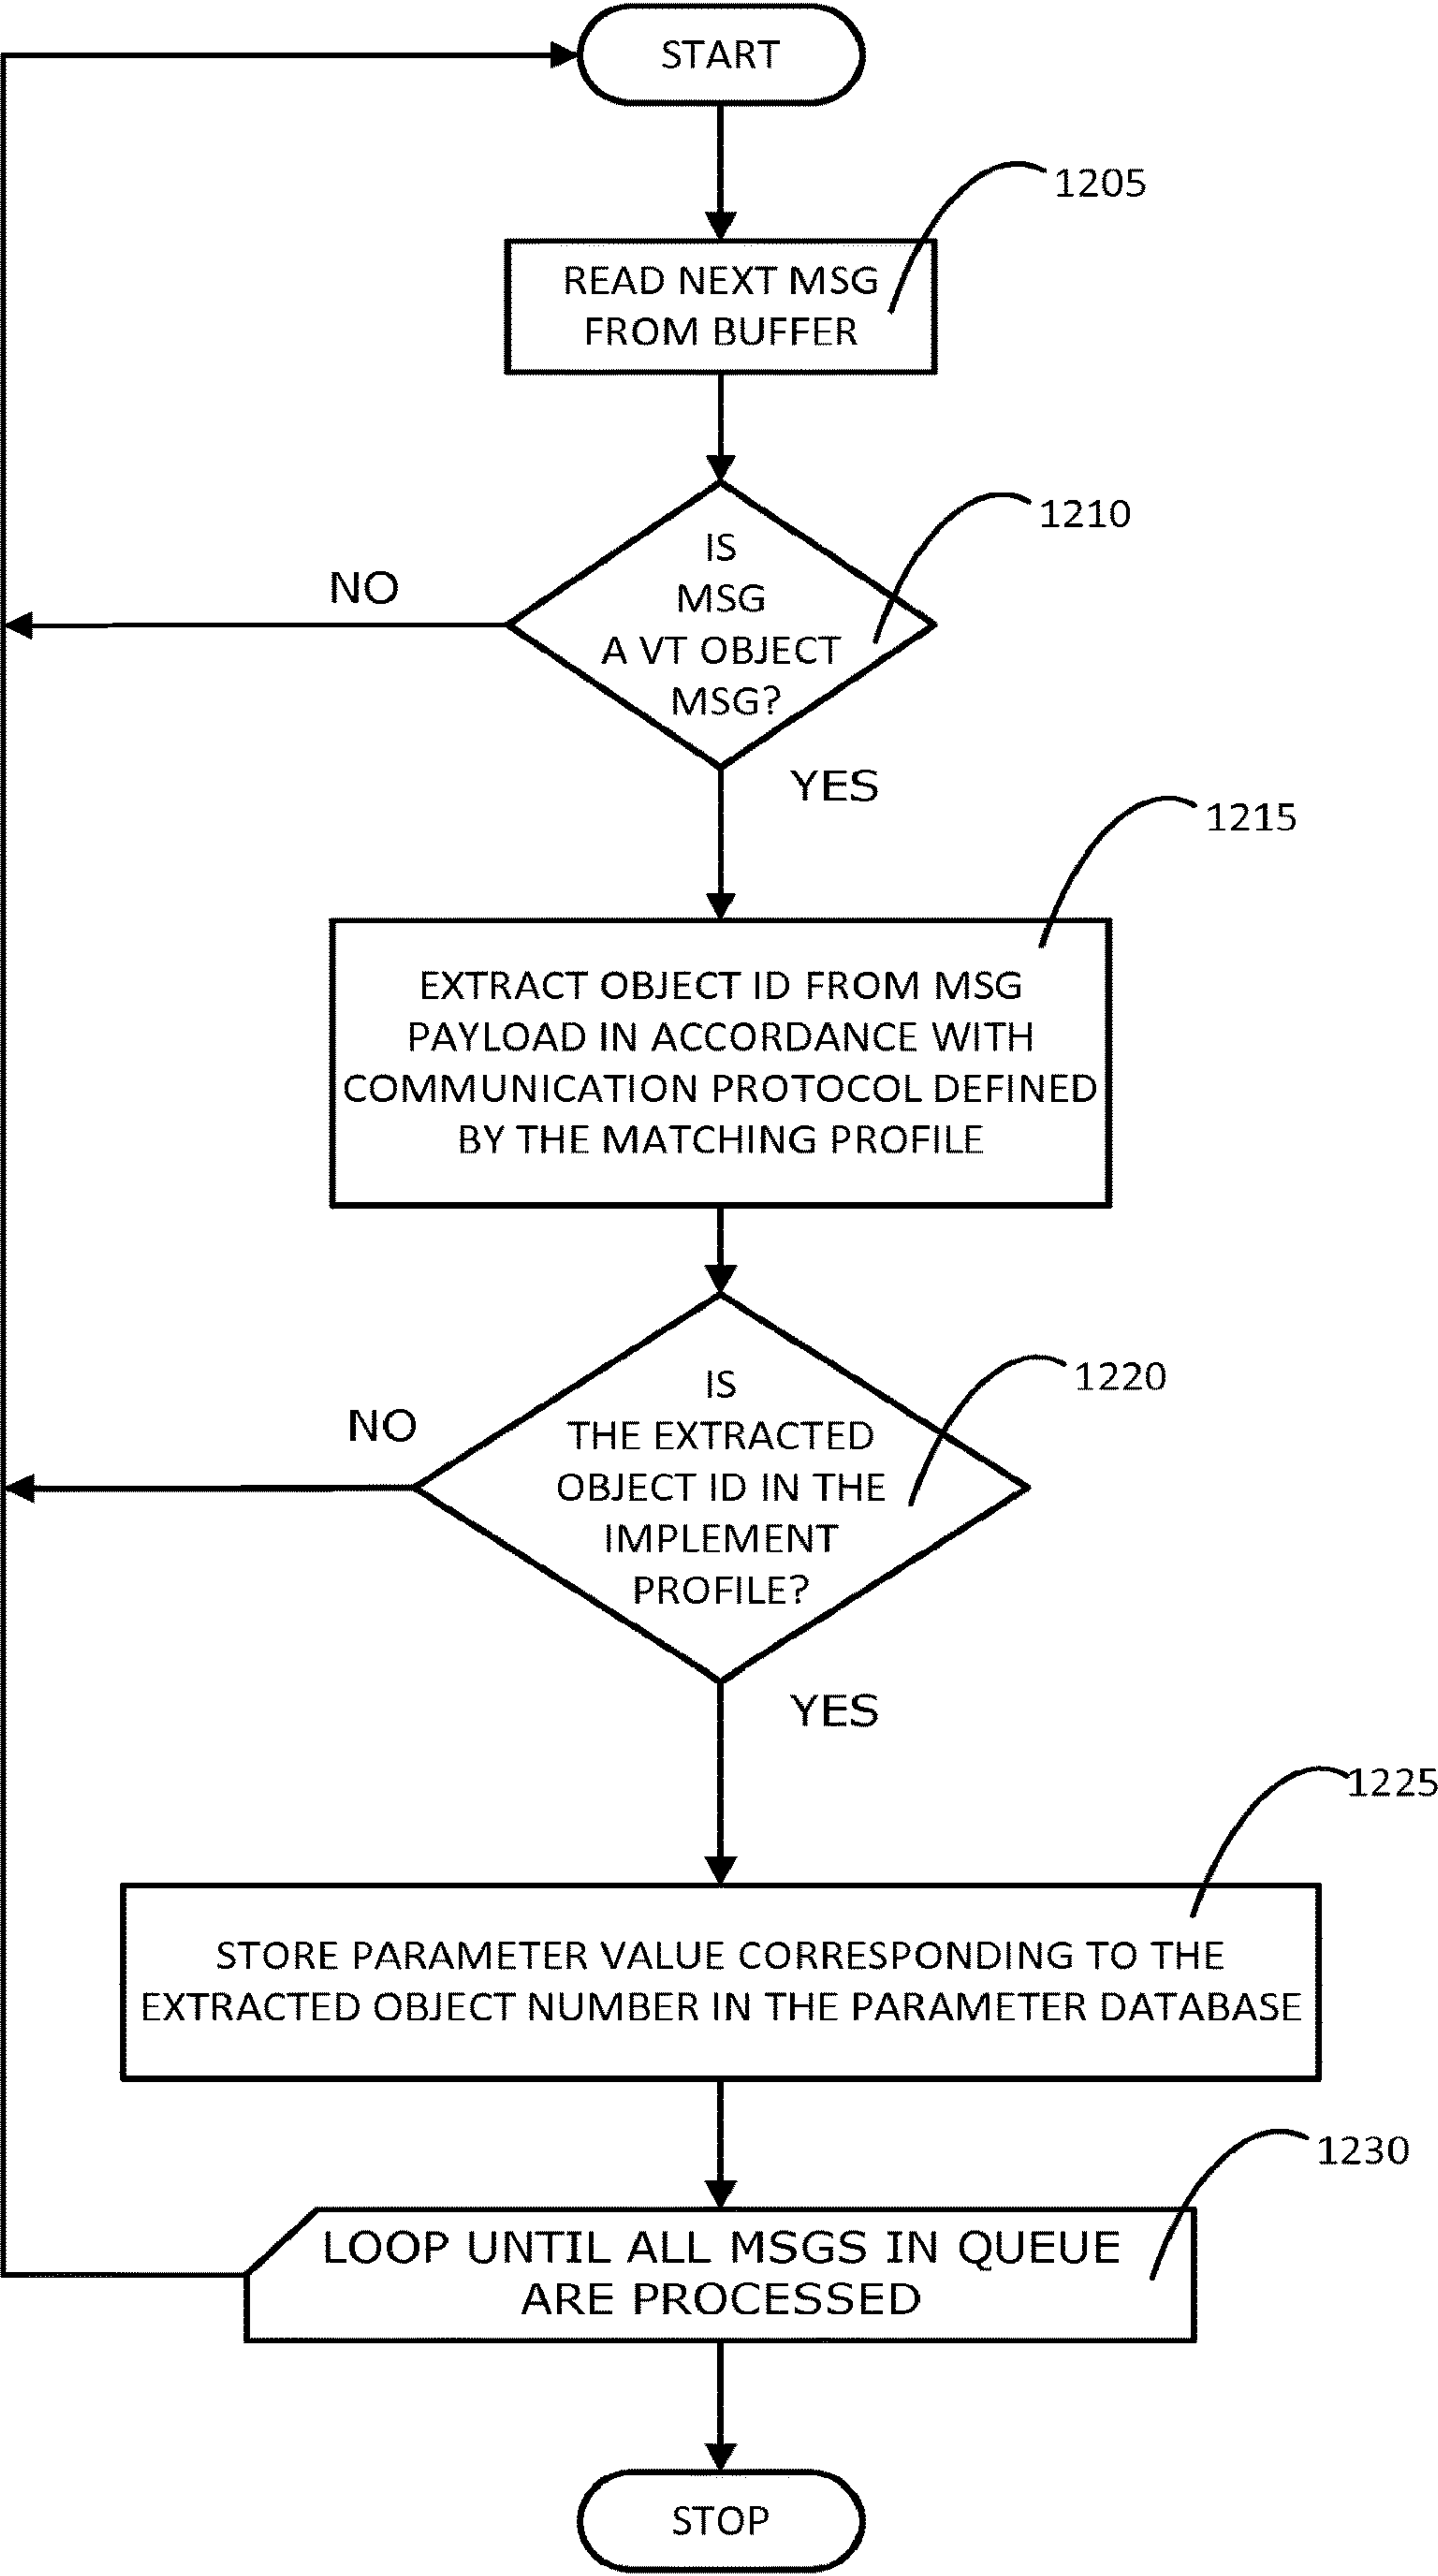 START
1205
READ NEXT MSG
FROM BUFFER
1210
IS
MSG
A VT OBJECT
MSG?
NO
YES
1215
EXTRACT OBJECT ID FROM MSG
PAYLOAD IN ACCORDANCE WITH
COMMUNICATION PROTOCOL DEFINED
BY THE MATCHING PROFILE
1220
IS
THE EXTRACTED
OBJECT ID IN THE
IMPLEMENT
PROFILE?
NO
YES
1225
STORE PARAMETER VALUE CORRESPONDING TO THE
EXTRACTED OBJECT NUMBER IN THE PARAMETER DATABASE
1230
LOOP UNTIL ALL MSGS IN QUEUE
ARE PROCESSED
STOP